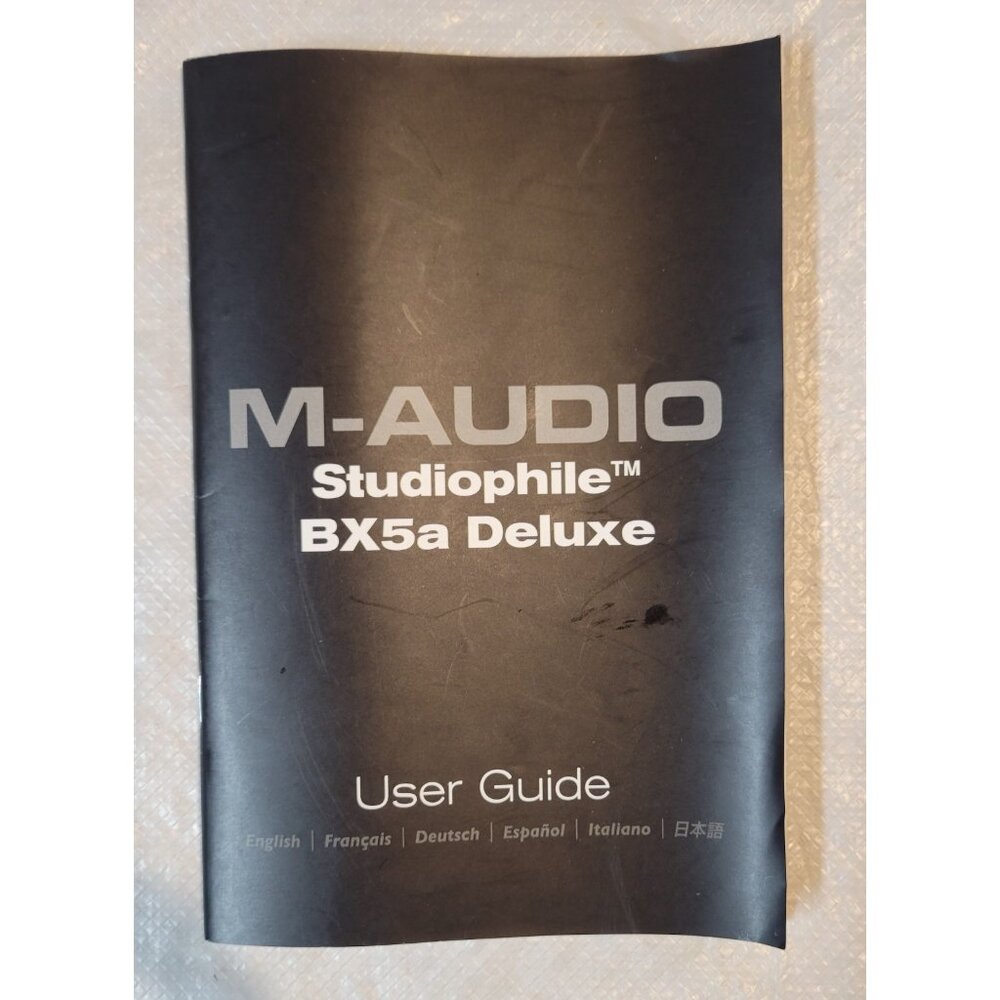 M-AUDIO
Studiophile™
BX5a Deluxe
User Guide
English | Français | Deutsch | Español | Italiano | 日本語